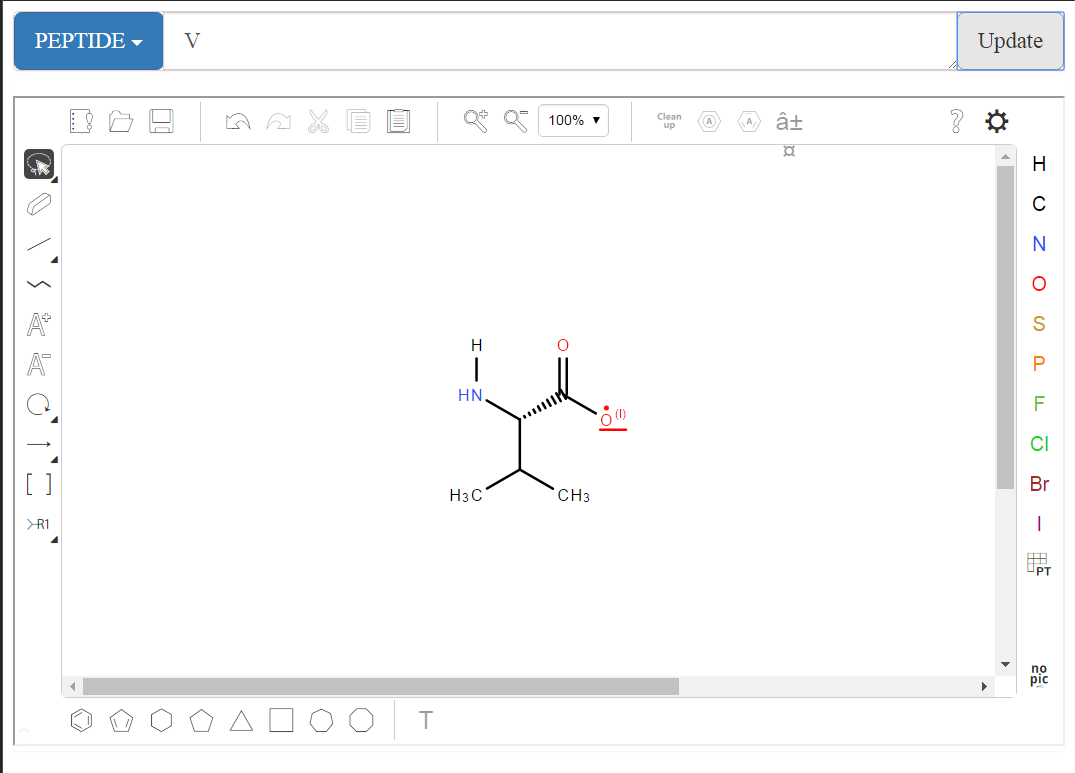 PEPTIDE V Update
100% Clean up A A â±
¤
H
C
N
O
S
P
F
Cl
Br
I
PT
no
pic
A+
A-
[ ]
R1
H O
HN O (I)
H3C CH3
T